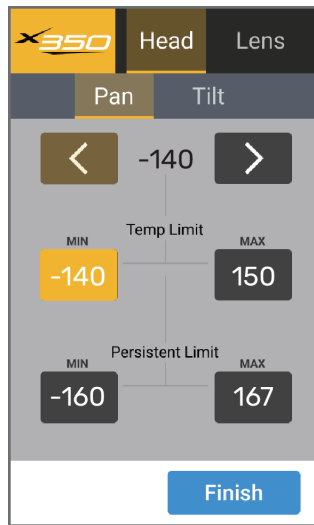 x350 Head Lens
Pan Tilt
< -140 >
Temp Limit
MIN MAX
-140 150
Persistent Limit
MIN MAX
-160 167
Finish